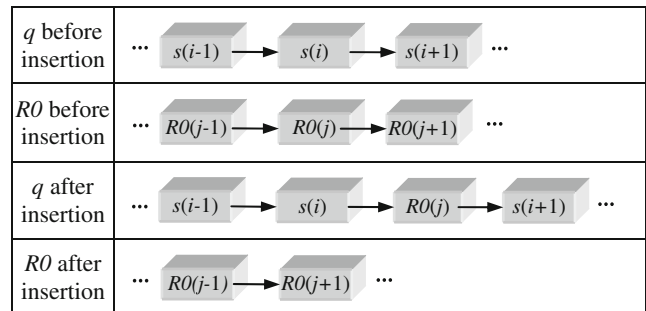 q before
insertion
... s(i-1) s(i) s(i+1) ...
R0 before
insertion
... R0(j-1) R0(j) R0(j+1) ...
q after
insertion
... s(i-1) s(i) R0(j) s(i+1) ...
R0 after
insertion
... R0(j-1) R0(j+1) ...